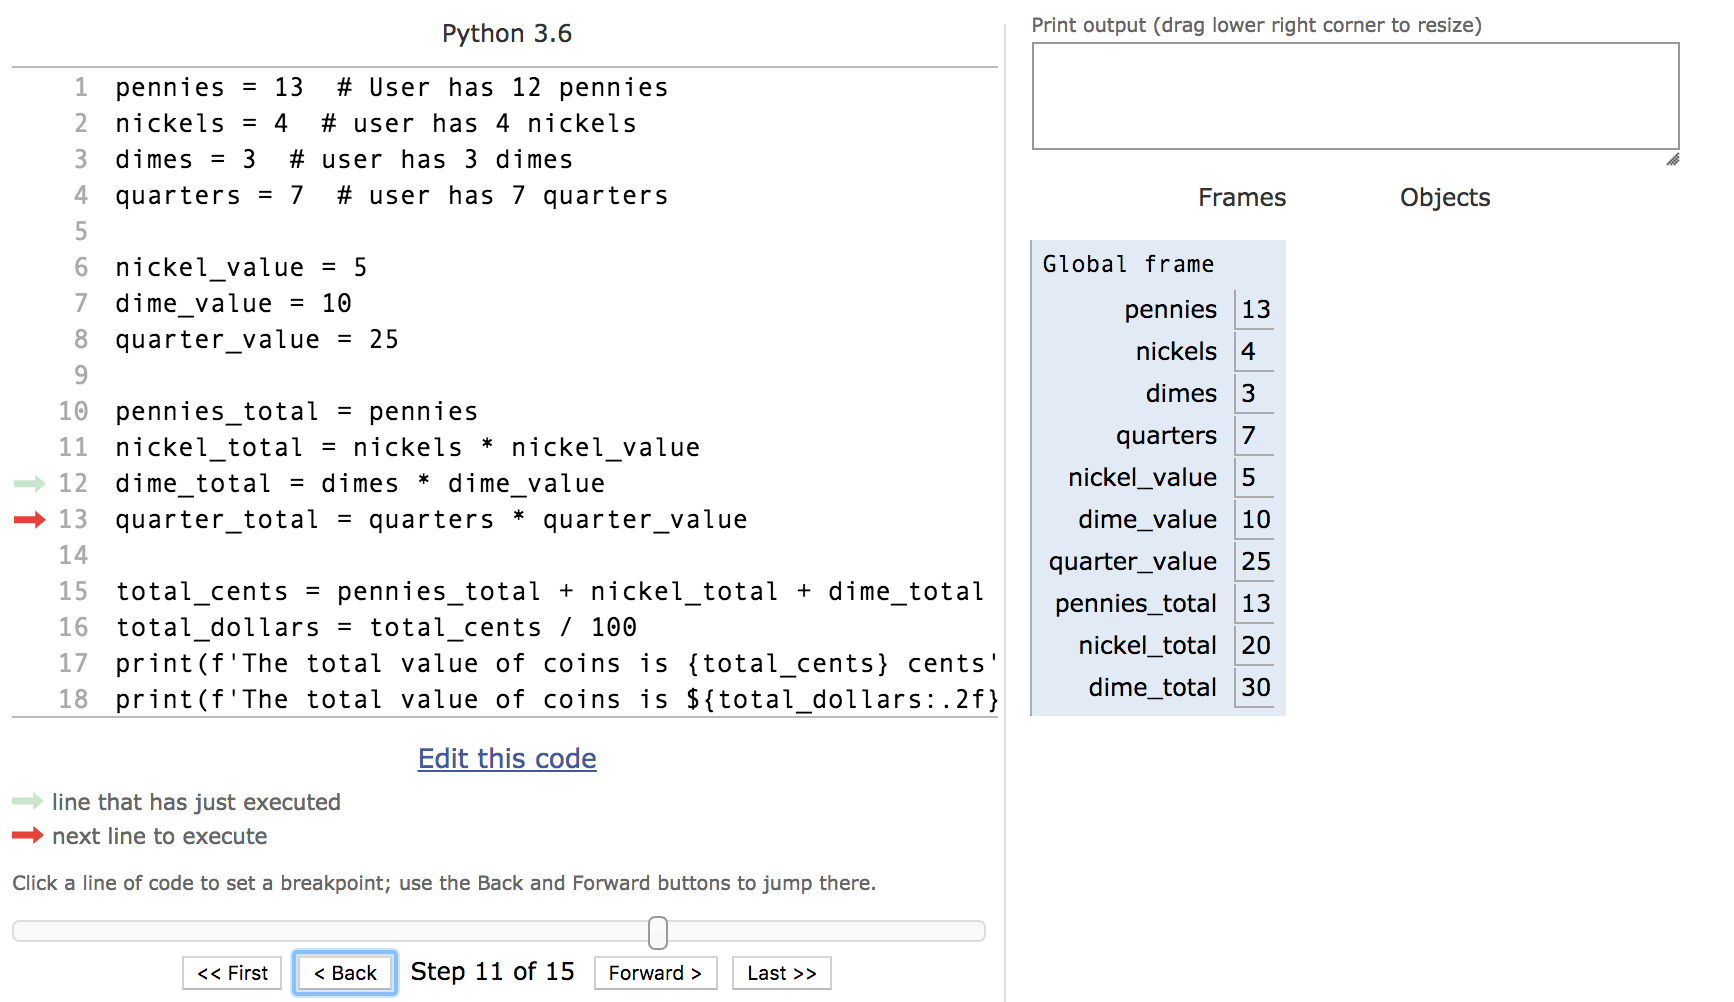 Python 3.6
1 pennies = 13  # User has 12 pennies
2 nickels = 4  # user has 4 nickels
3 dimes = 3  # user has 3 dimes
4 quarters = 7  # user has 7 quarters
5
6 nickel_value = 5
7 dime_value = 10
8 quarter_value = 25
9
10 pennies_total = pennies
11 nickel_total = nickels * nickel_value
12 dime_total = dimes * dime_value
13 quarter_total = quarters * quarter_value
14
15 total_cents = pennies_total + nickel_total + dime_total
16 total_dollars = total_cents / 100
17 print(f'The total value of coins is {total_cents} cents'
18 print(f'The total value of coins is ${total_dollars:.2f}
Edit this code
line that has just executed
next line to execute
Click a line of code to set a breakpoint; use the Back and Forward buttons to jump there.
<< First < Back Step 11 of 15 Forward > Last >>
Print output (drag lower right corner to resize)
Frames Objects
Global frame
pennies 13
nickels 4
dimes 3
quarters 7
nickel_value 5
dime_value 10
quarter_value 25
pennies_total 13
nickel_total 20
dime_total 30